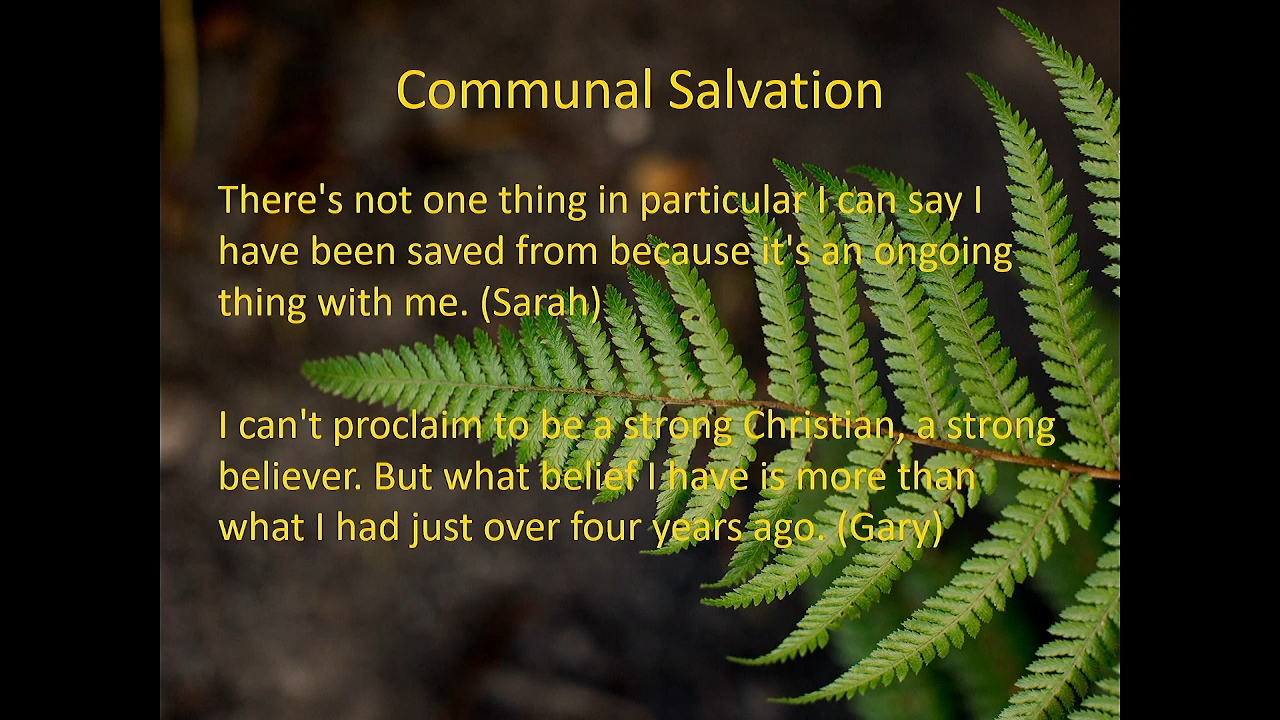 Communal Salvation
There's not one thing in particular I can say I
have been saved from because it's an ongoing
thing with me. (Sarah)
I can't proclaim to be a strong Christian, a strong
believer. But what belief I have is more than
what I had just over four years ago. (Gary)